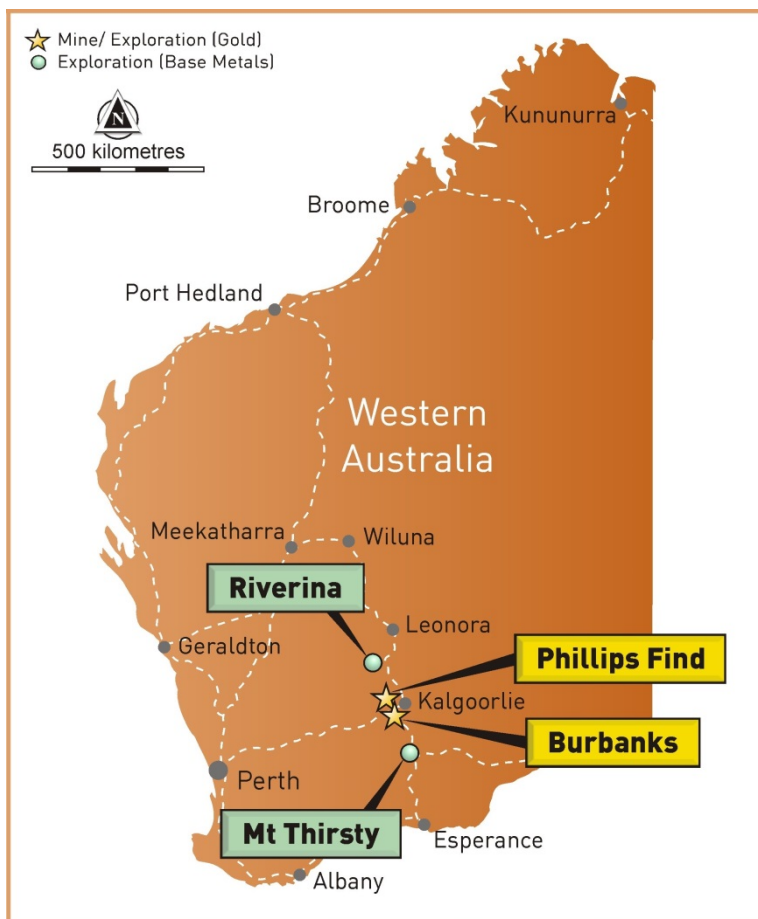 Mine/ Exploration (Gold)
Exploration (Base Metals)
N
500 kilometres
Kununurra
Broome
Port Hedland
Western
Australia
Meekatharra
Wiluna
Riverina
Leonora
Geraldton
Phillips Find
Kalgoorlie
Burbanks
Perth
Mt Thirsty
Esperance
Albany